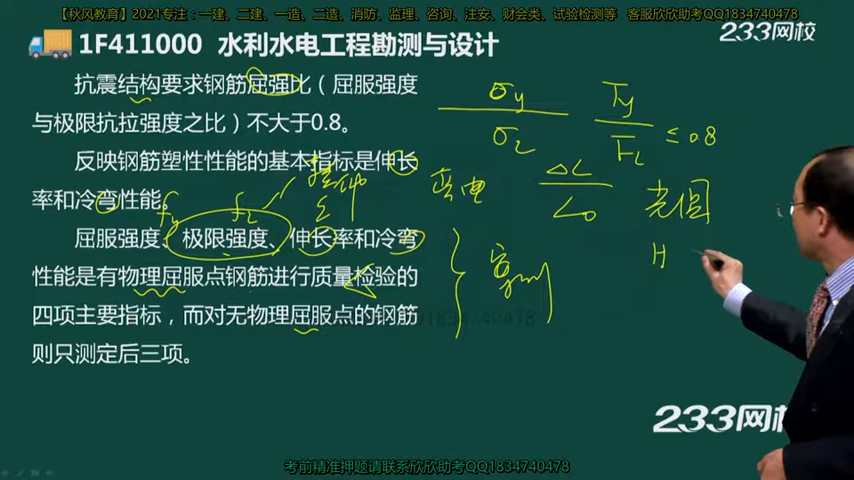 【秋风教育】2021专注：一建、二建、一造、二造、消防、监理、咨询、注安、财会类、试验检测等 客服欣欣助考QQ1834740478
233网校
1F411000 水利水电工程勘测与设计
抗震结构要求钢筋屈强比（屈服强度
与极限抗拉强度之比）不大于0.8。
反映钢筋塑性性能的基本指标是伸长
率和冷弯性能。
屈服强度、极限强度、伸长率和冷弯
性能是有物理屈服点钢筋进行质量检验的
四项主要指标，而对无物理屈服点的钢筋
则只测定后三项。
σy
σL
fy
fL
≤0.8
ΔL
L0
光圆
H
fy
fL
233网校
考前精准押题请联系欣欣助考QQ1834740478